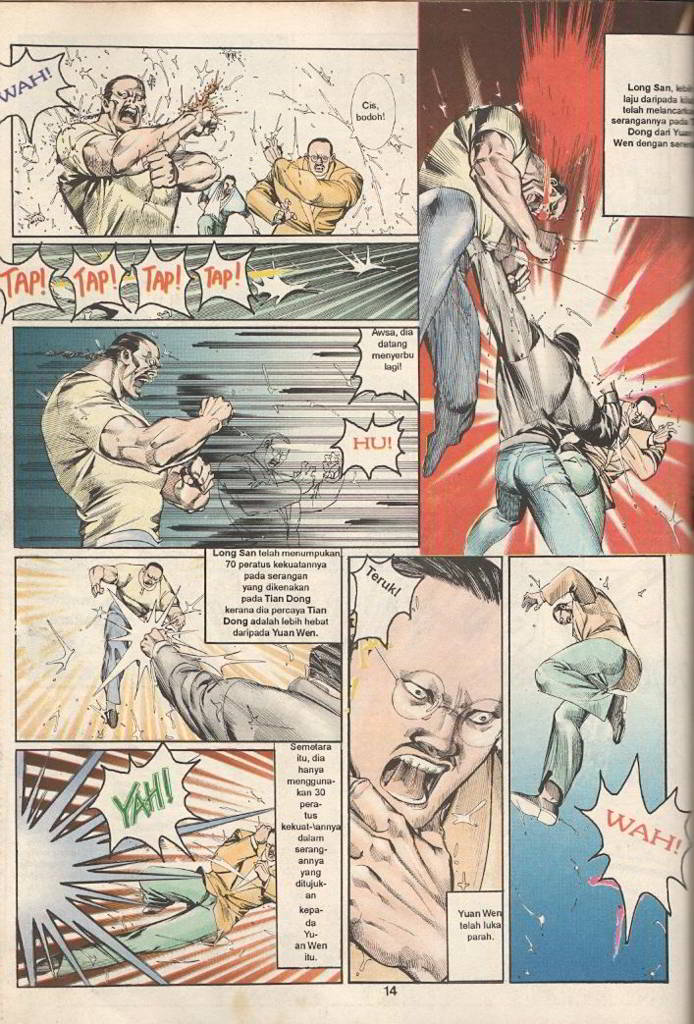 WAH!
Cis,
bodoh!
Long San, lebih
laju daripada
telah melancarkan
serangannya pada
Dong dari Yuan
Wen dengan
TAP! TAP! TAP! TAP!
Awsa, dia
datang
menyerbu
lagi!
HU!
Long San telah menumpukan
70 peratus kekuatannya
pada serangan
yang dikenakan
pada Tian Dong
kerana dia percaya Tian
Dong adalah lebih hebat
daripada Yuan Wen.
Teruk!
YAH!
Semetara
itu, dia
hanya
mengguna-
kan 30
pera-
tus
kekuat-\annya
dalam
serang-
annya
yang
ditujuk-
an
kepa-
da
Yu-
an Wen
itu.
Yuan Wen
telah luka
parah.
WAH!
14